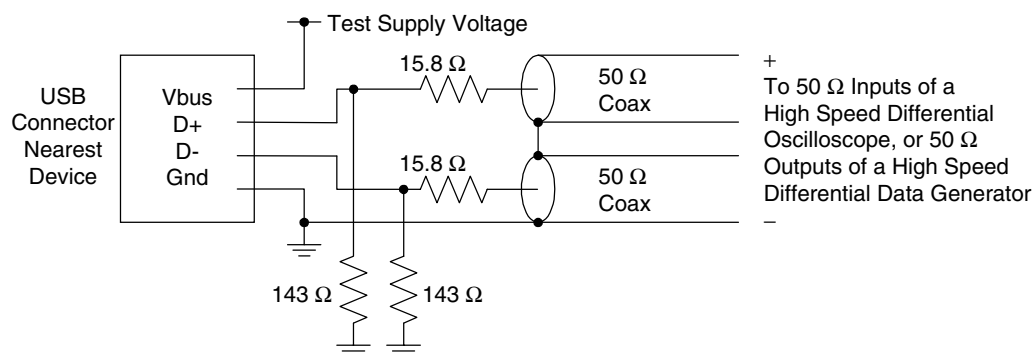 Test Supply Voltage
USB
Connector
Nearest
Device
Vbus
D+
D-
Gnd
15.8 Ω
50 Ω
Coax
15.8 Ω
50 Ω
Coax
+
To 50 Ω Inputs of a
High Speed Differential
Oscilloscope, or 50 Ω
Outputs of a High Speed
Differential Data Generator
−
143 Ω
143 Ω